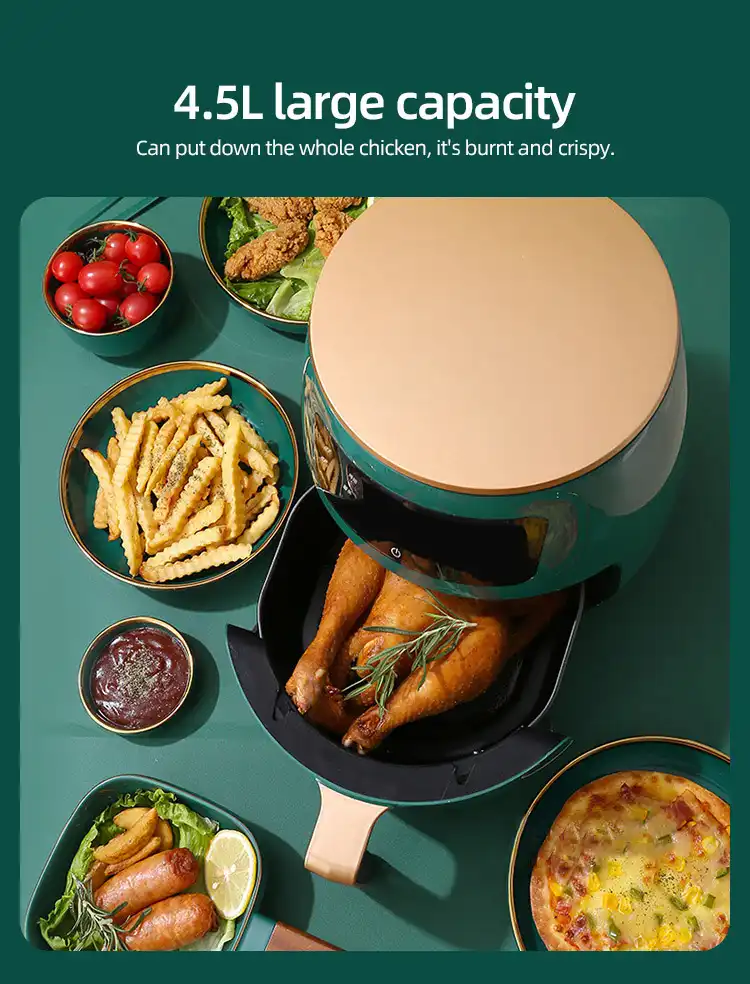 4.5L large capacity
Can put down the whole chicken, it's burnt and crispy.